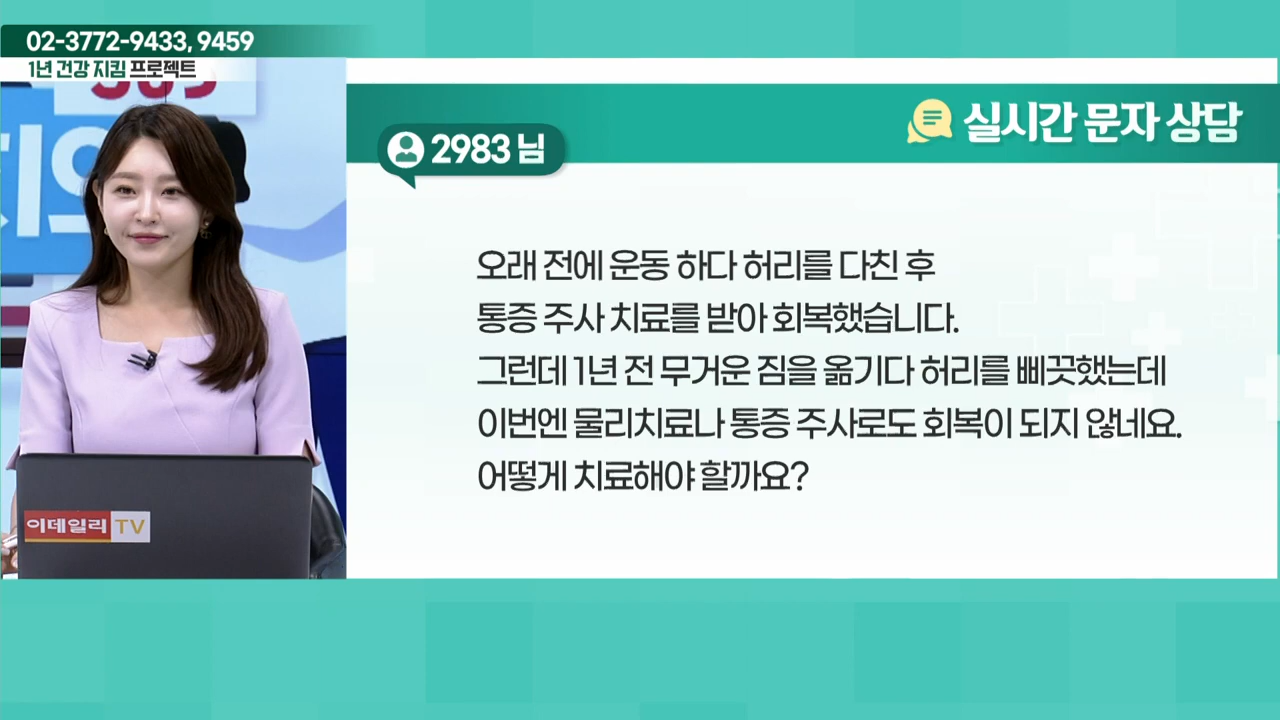 02-3772-9433, 9459
1년 건강 지킴 프로젝트
실시간 문자 상담
2983 님
오래 전에 운동 하다 허리를 다친 후
통증 주사 치료를 받아 회복했습니다.
그런데 1년 전 무거운 짐을 옮기다 허리를 삐끗했는데
이번엔 물리치료나 통증 주사로도 회복이 되지 않네요.
어떻게 치료해야 할까요?
이데일리 TV